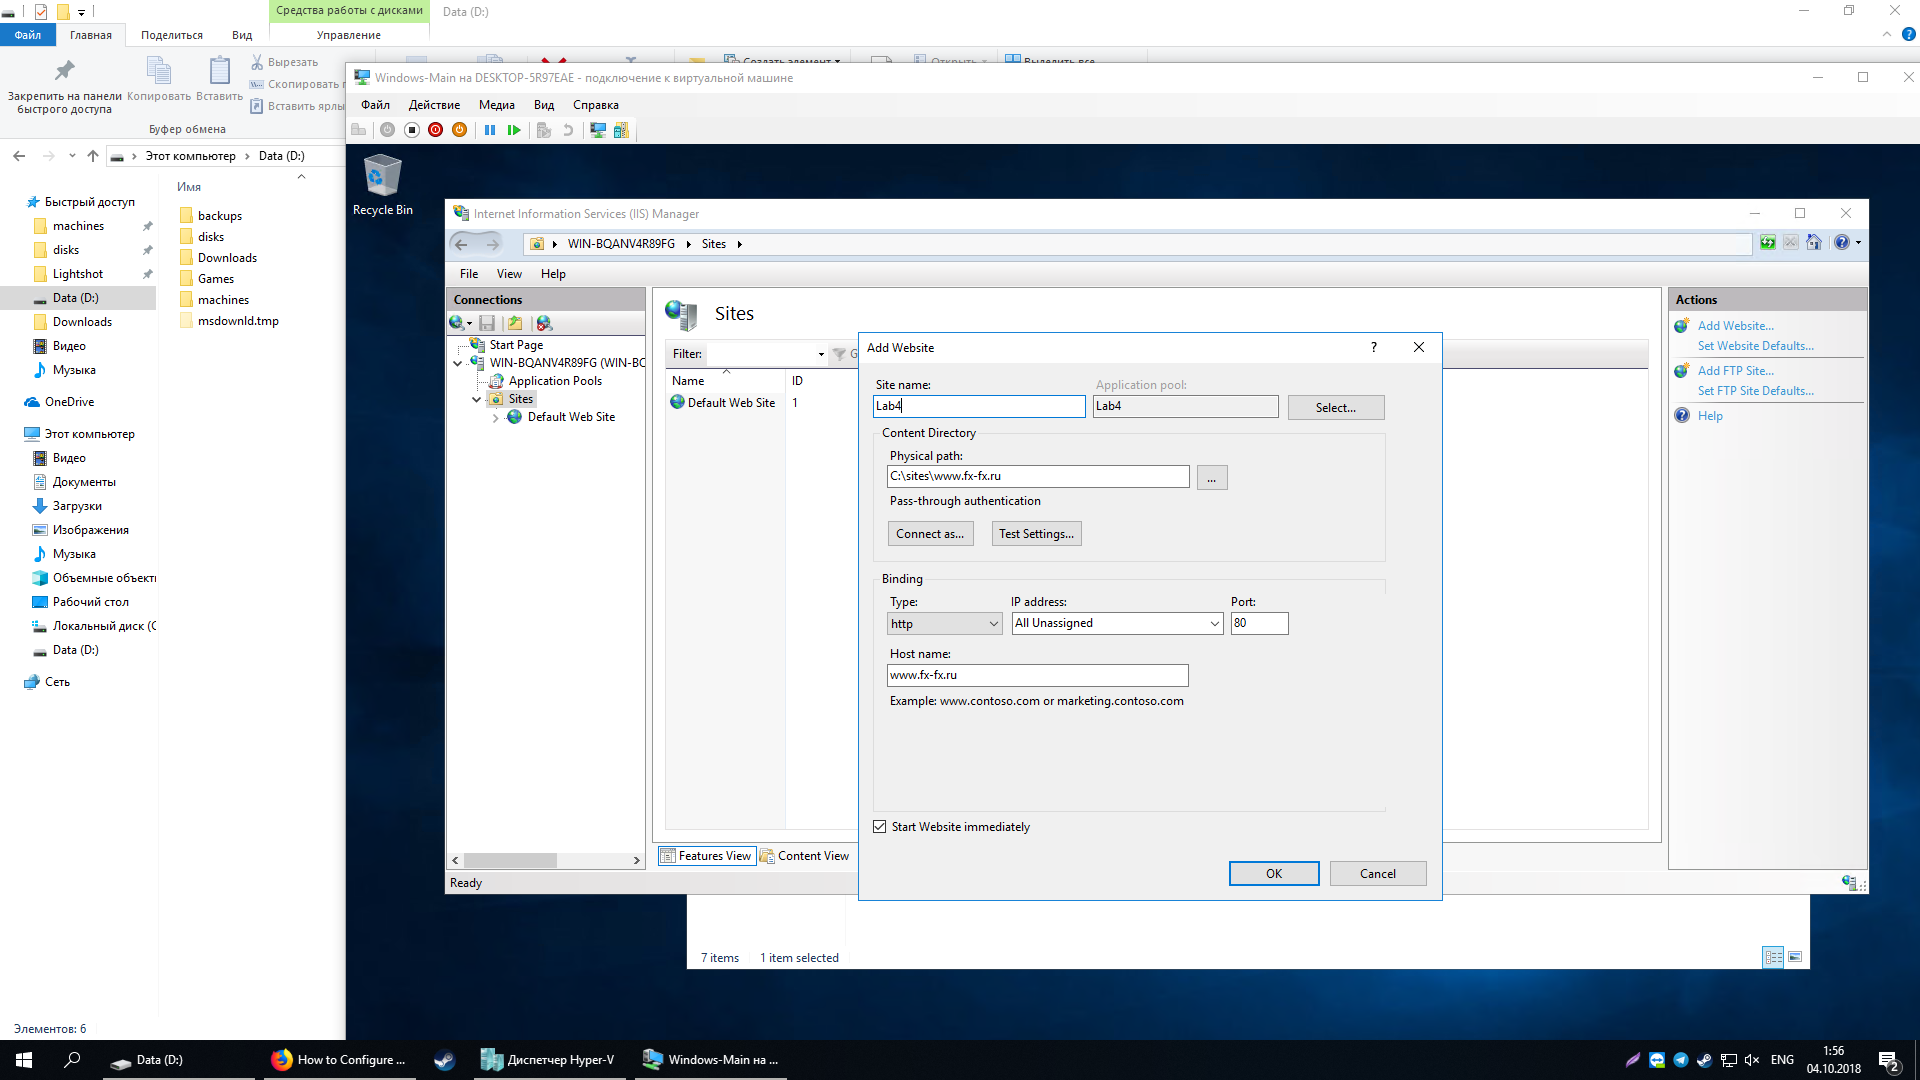 Средства работы с дисками
Data (D:)
Файл
Главная
Поделиться
Вид
Управление
Закрепить на панели быстрого доступа
Копировать
Вставить
Вырезать
Скопировать
Вставить ярлы
Буфер обмена
Создать элемент
Открыть
Выделить все
Этот компьютер
Data (D:)
Имя
Быстрый доступ
machines
disks
Lightshot
Data (D:)
Downloads
Видео
Музыка
OneDrive
Этот компьютер
Видео
Документы
Загрузки
Изображения
Музыка
Объемные объект
Рабочий стол
Локальный диск (C
Data (D:)
Сеть
backups
disks
Downloads
Games
machines
msdownld.tmp
Элементов: 6
Windows-Main на DESKTOP-5R97EAE - подключение к виртуальной машине
Файл
Действие
Медиа
Вид
Справка
Recycle Bin
Internet Information Services (IIS) Manager
WIN-BQANV4R89FG
Sites
File
View
Help
Connections
Start Page
WIN-BQANV4R89FG (WIN-BC
Application Pools
Sites
Default Web Site
Sites
Filter:
G
Name
ID
Default Web Site
1
Features View
Content View
Ready
Add Website
?
Site name:
Application pool:
Lab4
Lab4
Select...
Content Directory
Physical path:
C:\sites\www.fx-fx.ru
...
Pass-through authentication
Connect as...
Test Settings...
Binding
Type:
IP address:
Port:
http
All Unassigned
80
Host name:
www.fx-fx.ru
Example: www.contoso.com or marketing.contoso.com
Start Website immediately
OK
Cancel
Actions
Add Website...
Set Website Defaults...
Add FTP Site...
Set FTP Site Defaults...
Help
7 items
1 item selected
Data (D:)
How to Configure ...
Диспетчер Hyper-V
Windows-Main на ...
ENG
1:56
04.10.2018
2